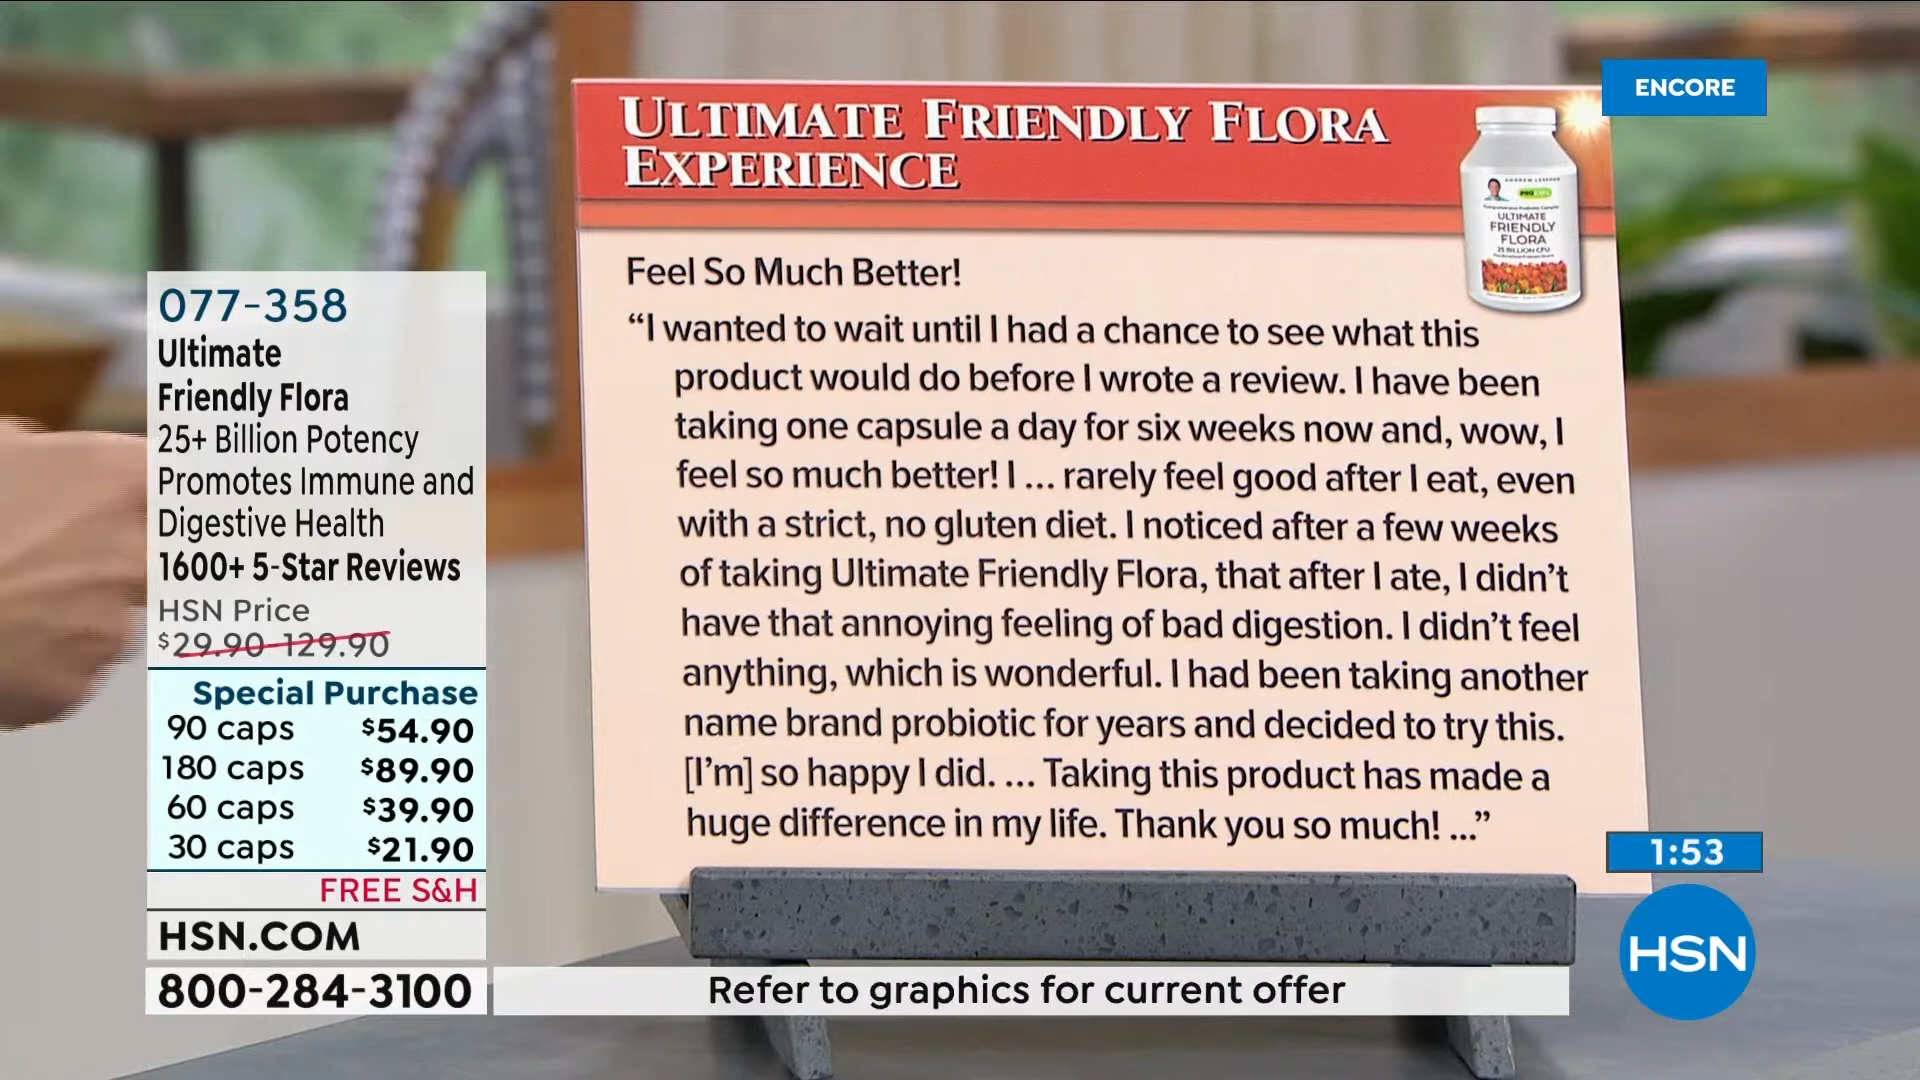 ENCORE
ULTIMATE FRIENDLY FLORA
EXPERIENCE
ANDREW LESSMAN
PROCAPS
ULTIMATE
FRIENDLY
FLORA
25 BILLION CFU
Feel So Much Better!
“I wanted to wait until I had a chance to see what this
product would do before I wrote a review. I have been
taking one capsule a day for six weeks now and, wow, I
feel so much better! I ... rarely feel good after I eat, even
with a strict, no gluten diet. I noticed after a few weeks
of taking Ultimate Friendly Flora, that after I ate, I didn’t
have that annoying feeling of bad digestion. I didn’t feel
anything, which is wonderful. I had been taking another
name brand probiotic for years and decided to try this.
[I’m] so happy I did. ... Taking this product has made a
huge difference in my life. Thank you so much! ...”
077-358
Ultimate
Friendly Flora
25+ Billion Potency
Promotes Immune and
Digestive Health
1600+ 5-Star Reviews
HSN Price
$29.90-129.90
Special Purchase
90 caps $54.90
180 caps $89.90
60 caps $39.90
30 caps $21.90
FREE S&H
HSN.COM
800-284-3100
Refer to graphics for current offer
1:53
HSN